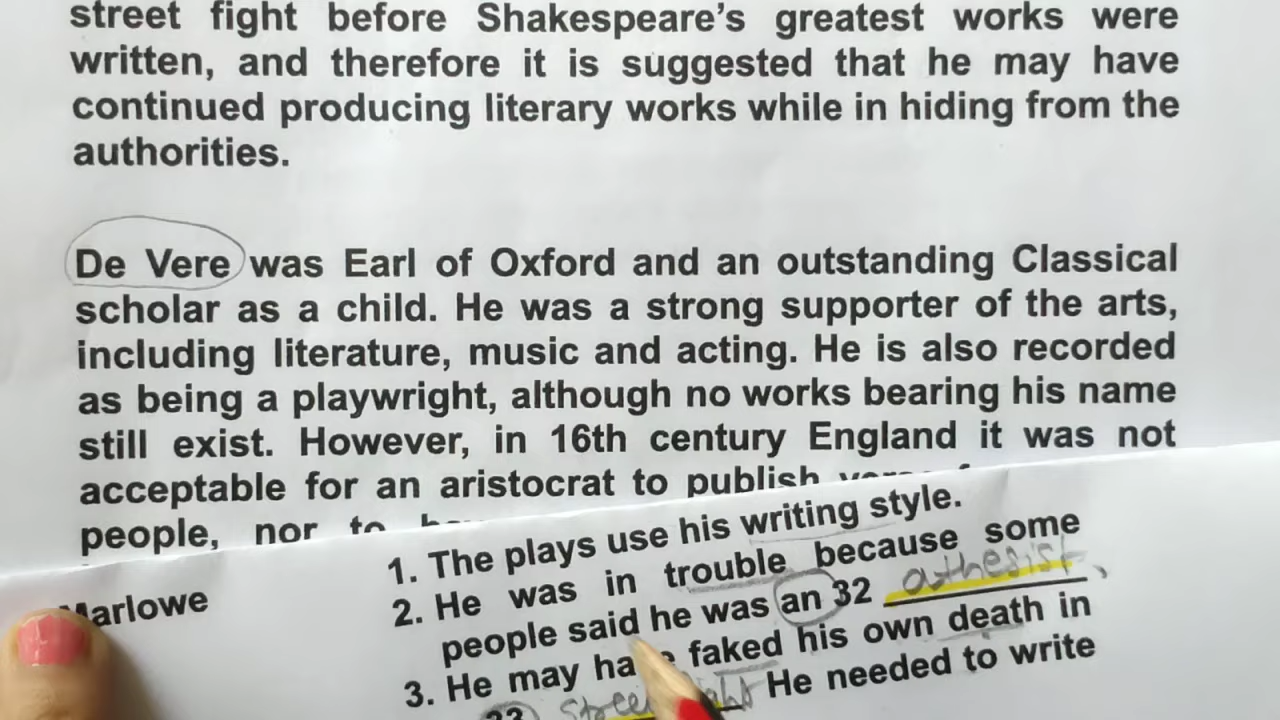 street fight before Shakespeare's greatest works were
written, and therefore it is suggested that he may have
continued producing literary works while in hiding from the
authorities.
De Vere was Earl of Oxford and an outstanding Classical
scholar as a child. He was a strong supporter of the arts,
including literature, music and acting. He is also recorded
as being a playwright, although no works bearing his name
still exist. However, in 16th century England it was not
acceptable for an aristocrat to publish
people, nor to
Marlowe
1. The plays use his writing style.
2. He was in trouble because some
people said he was an 32 athesist
3. He may faked his own death in
33 He needed to write